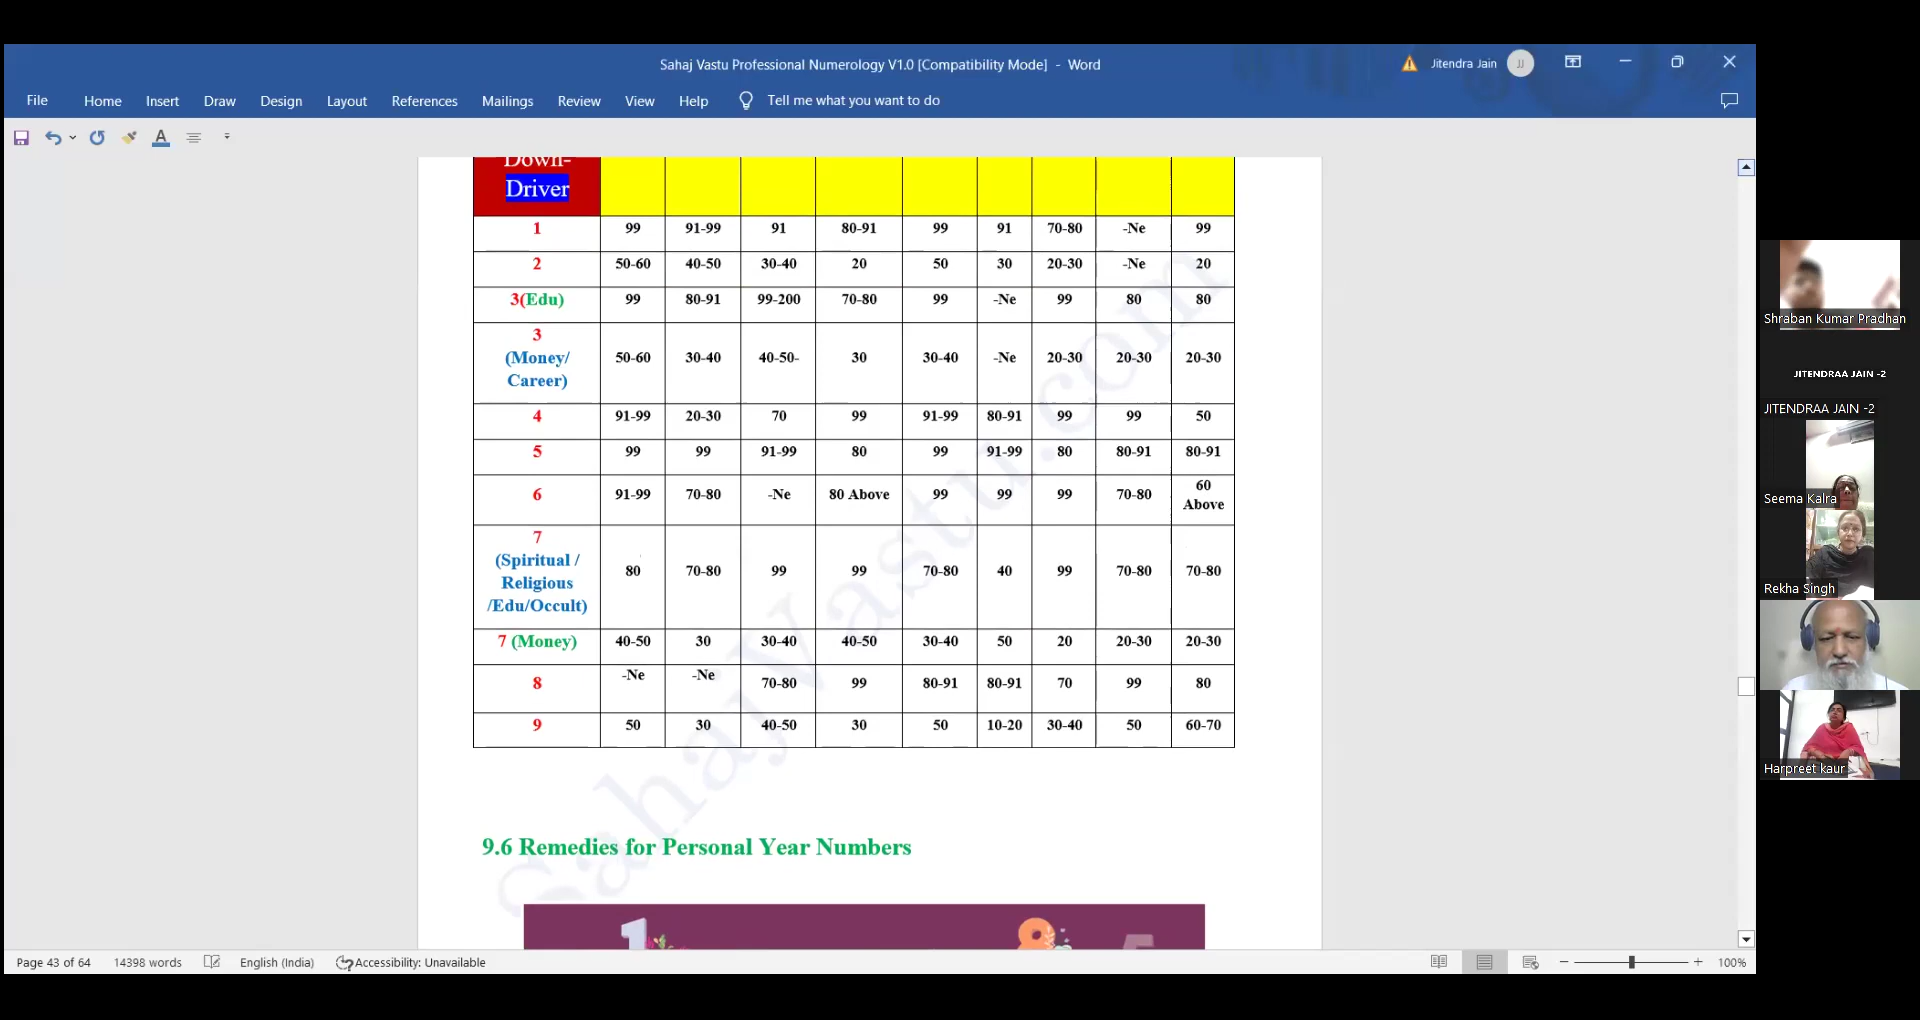 Sahaj Vastu Professional Numerology V1.0 [Compatibility Mode] - Word
Jitendra Jain
JJ
File Home Insert Draw Design Layout References Mailings Review View Help Tell me what you want to do
Down-
Driver
1 99 91-99 91 80-91 99 91 70-80 -Ne 99
2 50-60 40-50 30-40 20 50 30 20-30 -Ne 20
3(Edu) 99 80-91 99-200 70-80 99 -Ne 99 80 80
3
(Money/
Career) 50-60 30-40 40-50- 30 30-40 -Ne 20-30 20-30 20-30
4 91-99 20-30 70 99 91-99 80-91 99 99 50
5 99 99 91-99 80 99 91-99 80 80-91 80-91
6 91-99 70-80 -Ne 80 Above 99 99 99 70-80 60
Above
7
(Spiritual /
Religious
/Edu/Occult) 80 70-80 99 99 70-80 40 99 70-80 70-80
7 (Money) 40-50 30 30-40 40-50 30-40 50 20 20-30 20-30
8 -Ne -Ne 70-80 99 80-91 80-91 70 99 80
9 50 30 40-50 30 50 10-20 30-40 50 60-70
SahajVastu.com
9.6 Remedies for Personal Year Numbers
1 8 5
Page 43 of 64 14398 words English (India) Accessibility: Unavailable 100%
Shraban Kumar Pradhan
JITENDRAA JAIN -2
JITENDRAA JAIN -2
Seema Kalra
Rekha Singh
Harpreet kaur